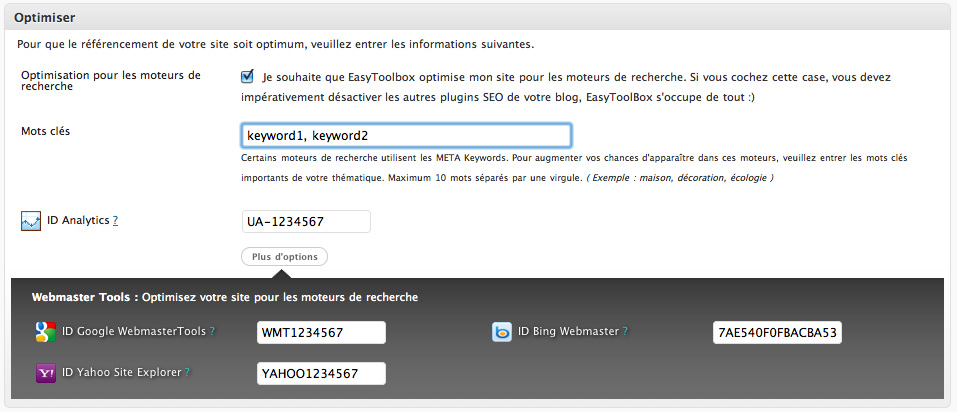 Optimiser
Pour que le référencement de votre site soit optimum, veuillez entrer les informations suivantes.
Optimisation pour les moteurs de
recherche
Je souhaite que EasyToolbox optimise mon site pour les moteurs de recherche. Si vous cochez cette case, vous devez
impérativement désactiver les autres plugins SEO de votre blog, EasyToolBox s'occupe de tout :)
Mots clés
keyword1, keyword2
Certains moteurs de recherche utilisent les META Keywords. Pour augmenter vos chances d'apparaître dans ces moteurs, veuillez entrer les mots clés
importants de votre thématique. Maximum 10 mots séparés par une virgule. ( Exemple : maison, décoration, écologie )
ID Analytics ?
UA-1234567
Plus d'options
Webmaster Tools : Optimisez votre site pour les moteurs de recherche
ID Google WebmasterTools ?
WMT1234567
ID Bing Webmaster ?
7AE540F0FBACBA53
ID Yahoo Site Explorer ?
YAHOO1234567